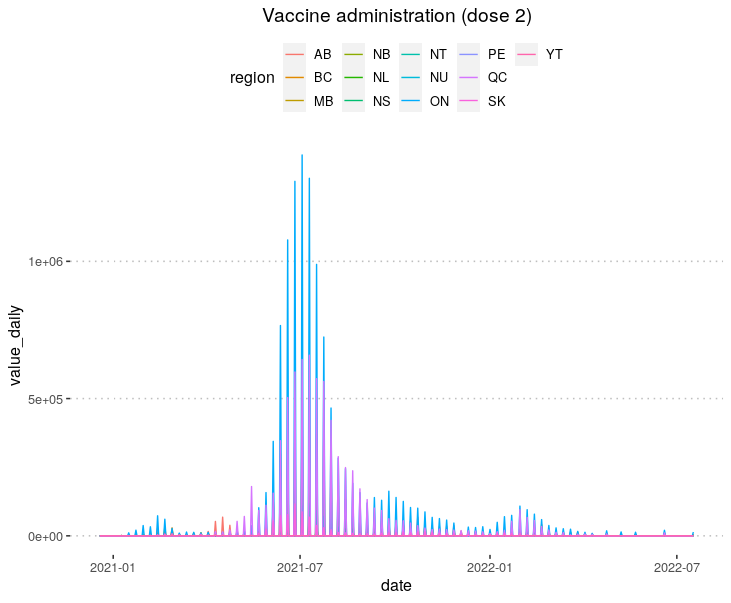 Vaccine administration (dose 2)
region
AB NB NT PE YT
BC NL NU QC
MB NS ON SK
value_daily
1e+06
5e+05
0e+00
2021-01 2021-07 2022-01 2022-07
date